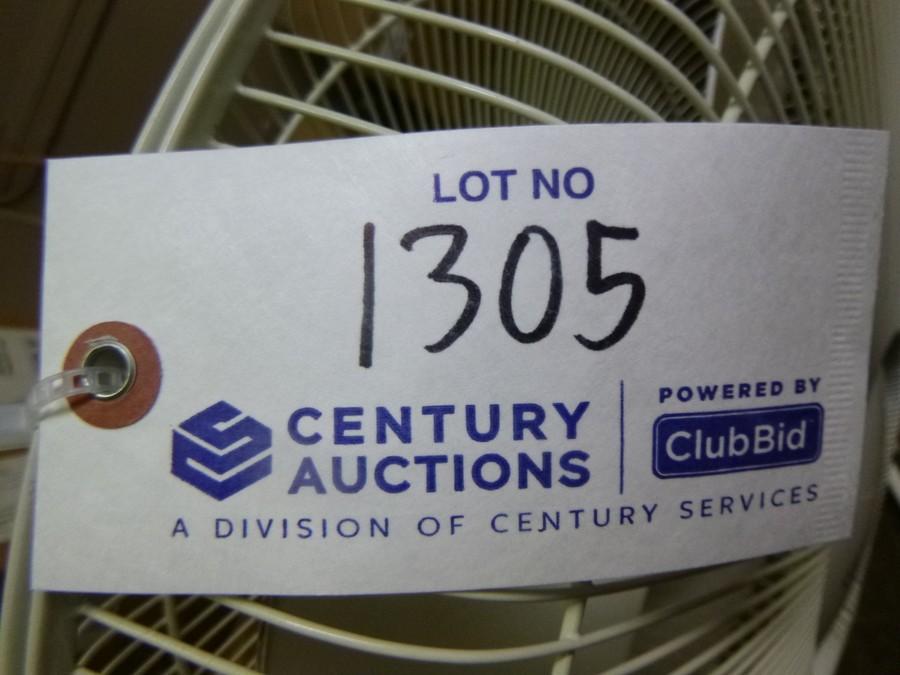 LOT NO
1305
CENTURY
AUCTIONS
POWERED BY
ClubBid
A DIVISION OF CENTURY SERVICES